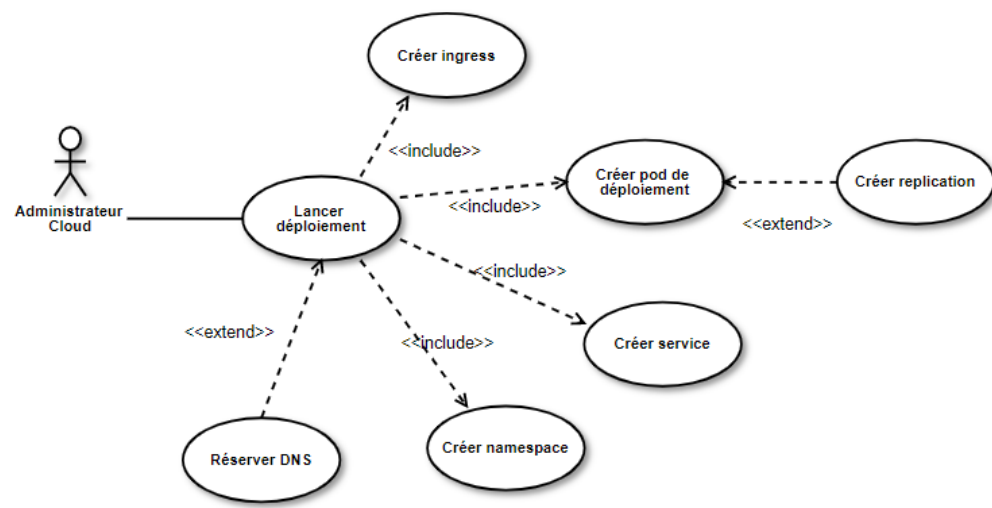 Créer ingress
<<include>>
Créer pod de
déploiement
Créer replication
<<include>>
<<extend>>
Administrateur
Cloud
Lancer
déploiement
<<include>>
<<extend>>
<<include>>
Créer service
Réserver DNS
Créer namespace